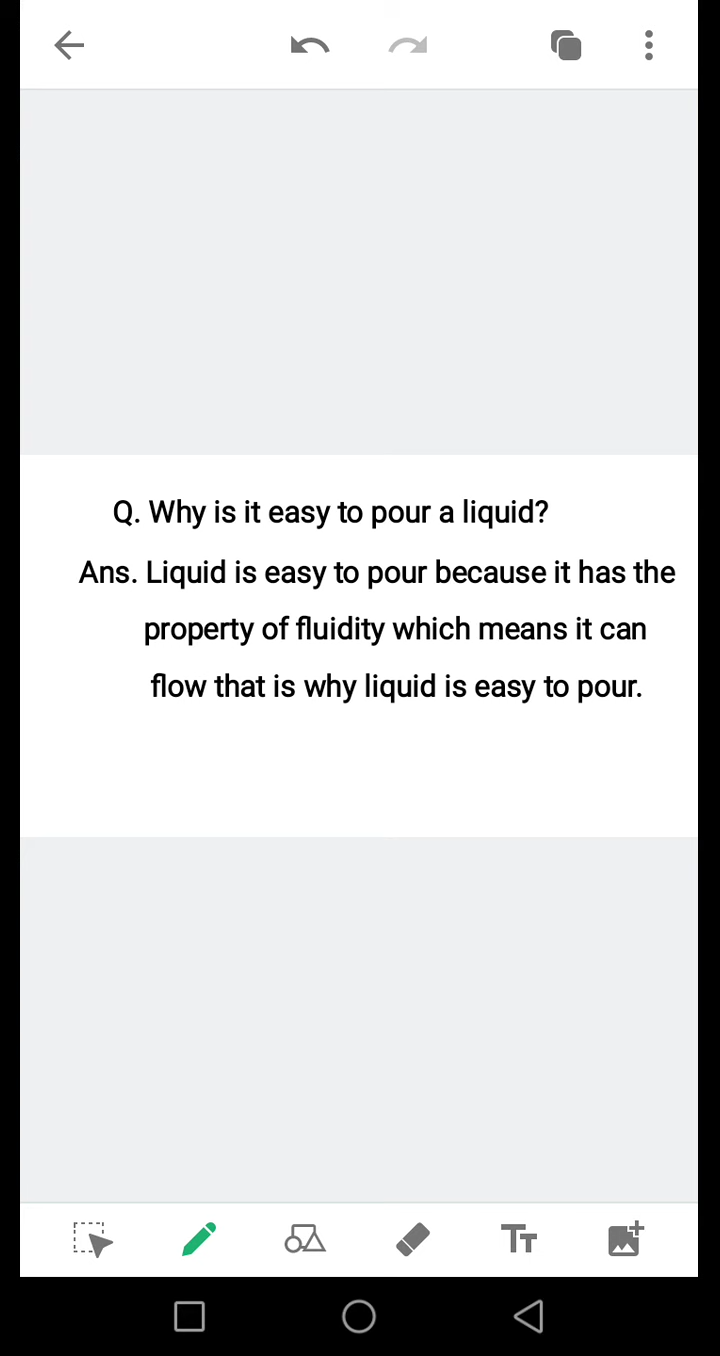 Q. Why is it easy to pour a liquid?
Ans. Liquid is easy to pour because it has the
property of fluidity which means it can
flow that is why liquid is easy to pour.